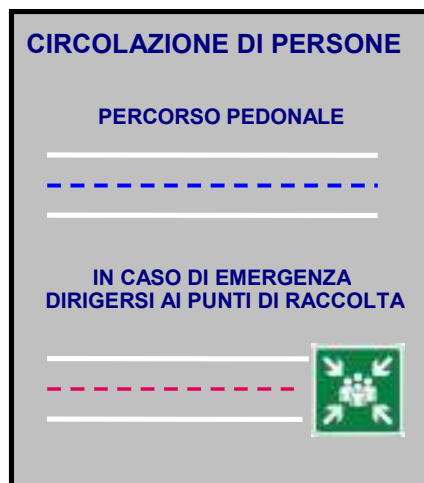 CIRCOLAZIONE DI PERSONE
PERCORSO PEDONALE
IN CASO DI EMERGENZA
DIRIGERSI AI PUNTI DI RACCOLTA